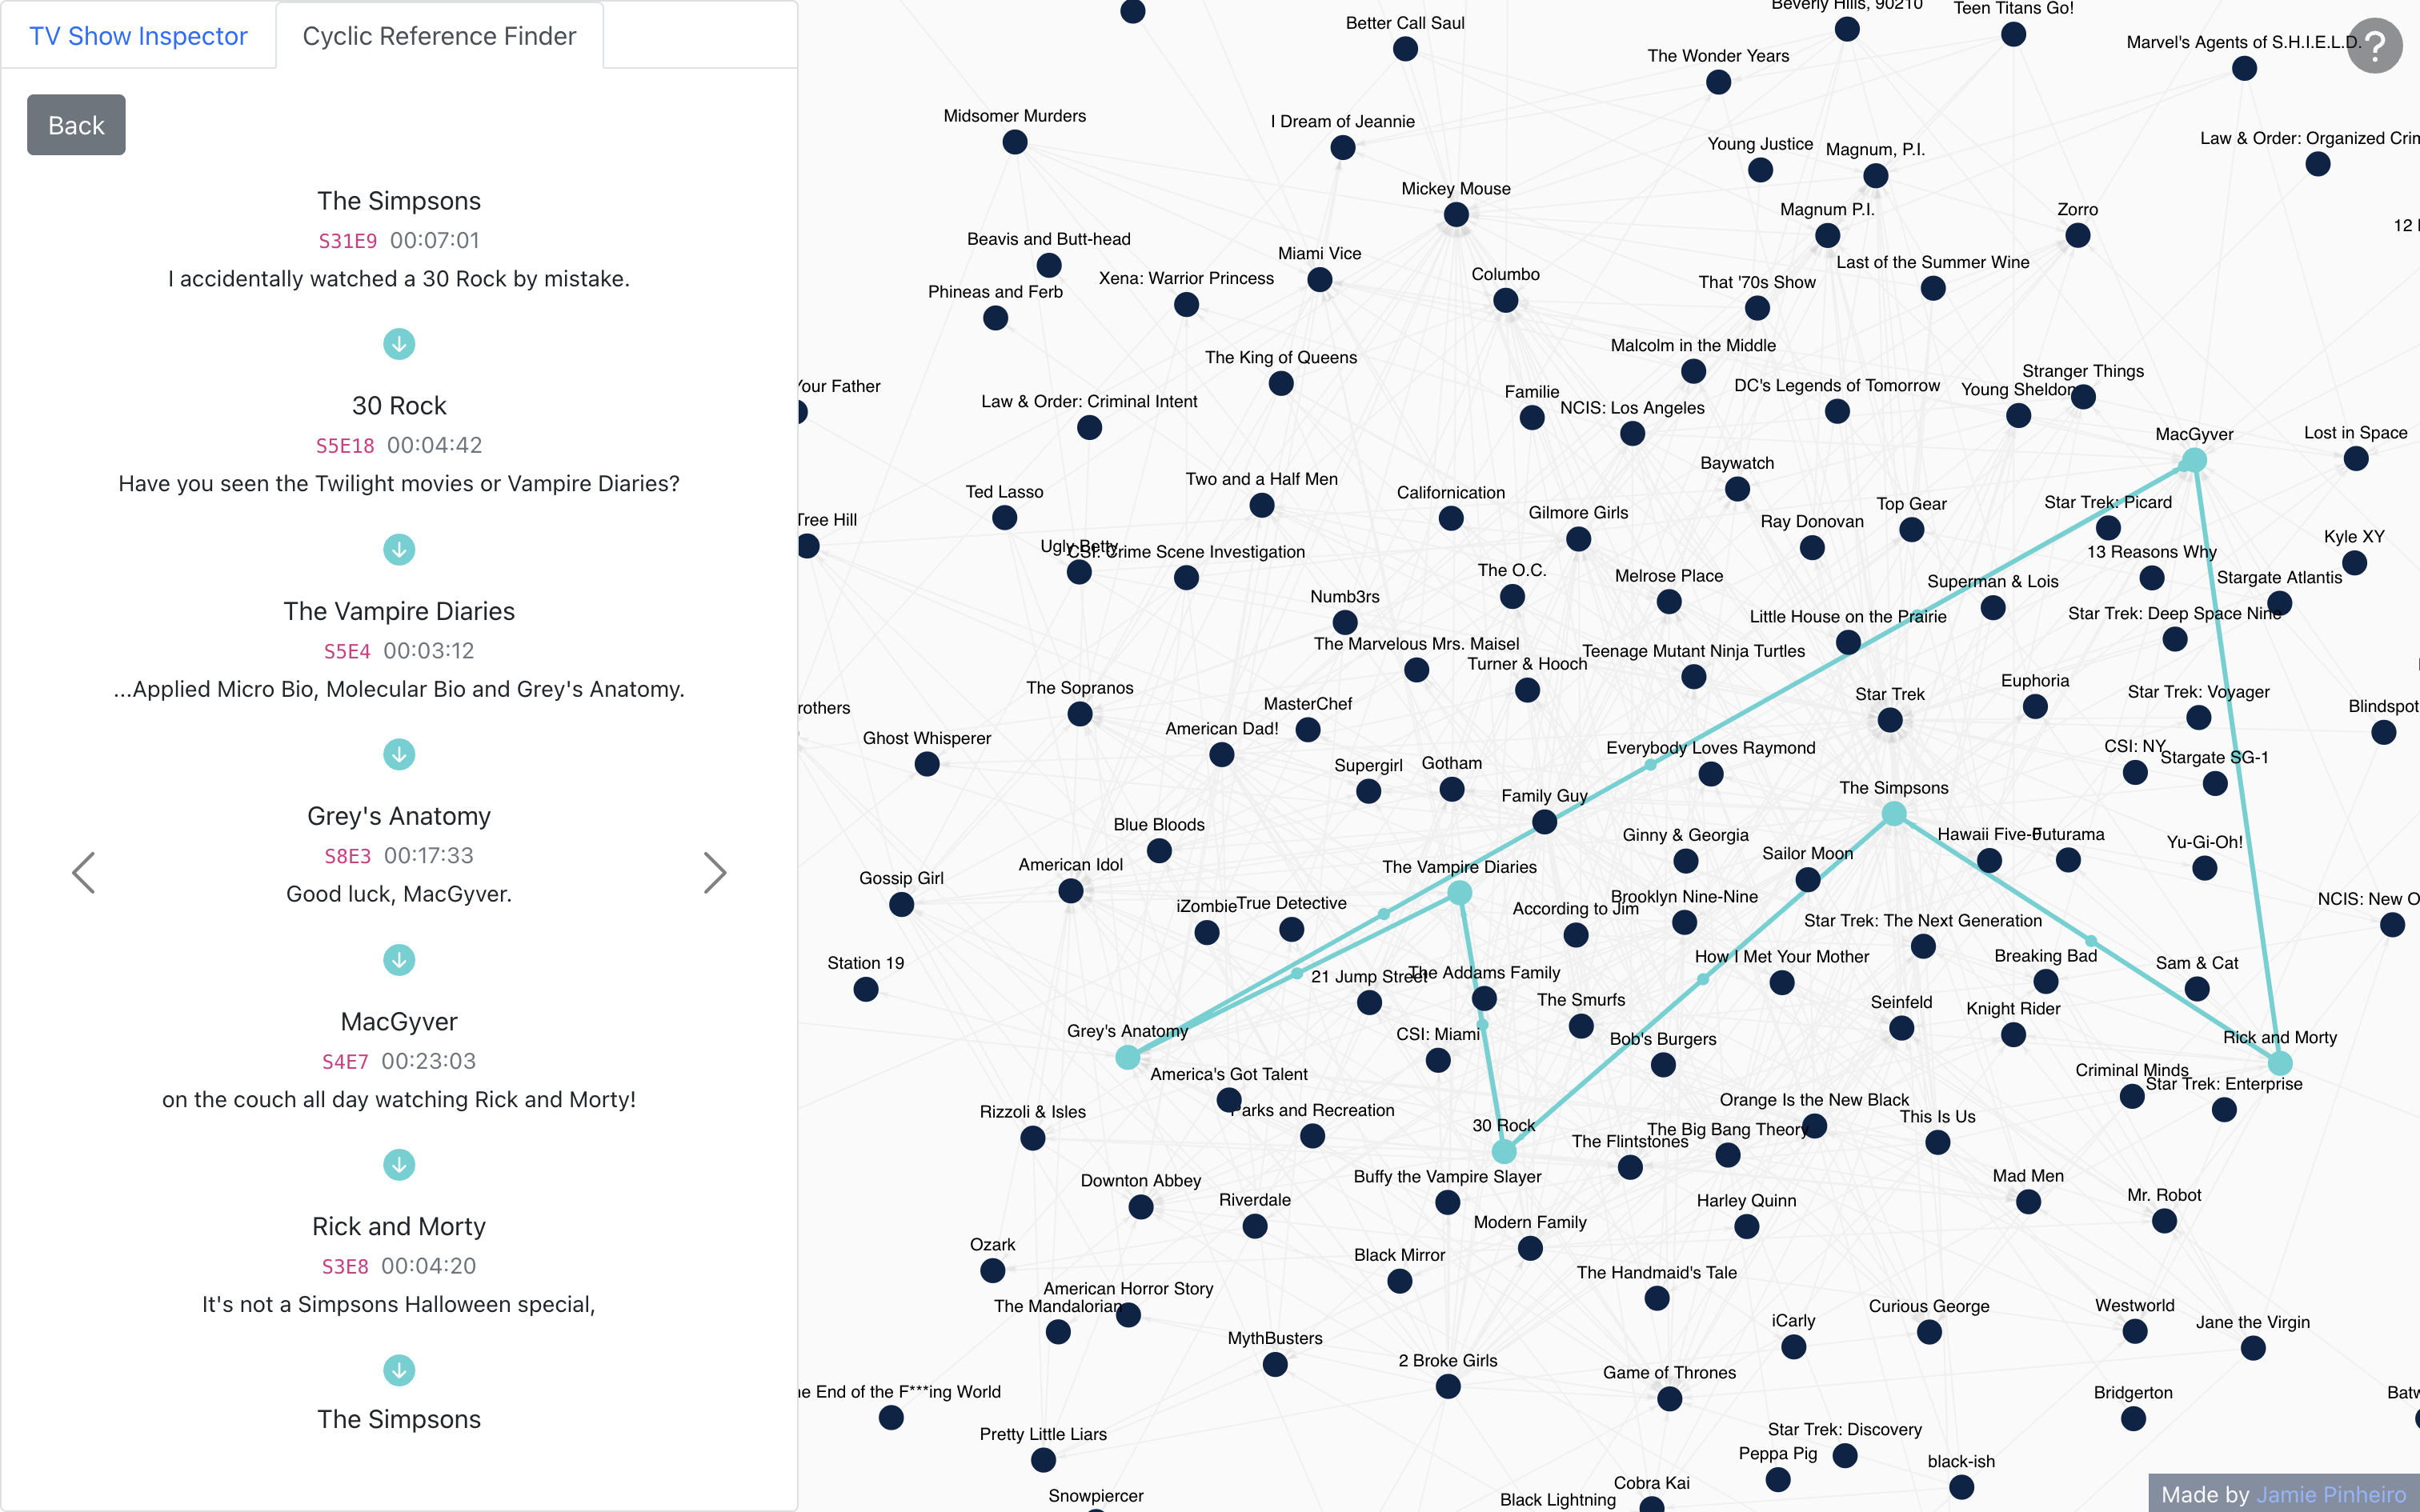 TV Show Inspector
Cyclic Reference Finder
Back
The Simpsons
S31E9 00:07:01
I accidentally watched a 30 Rock by mistake.
30 Rock
S5E18 00:04:42
Have you seen the Twilight movies or Vampire Diaries?
The Vampire Diaries
S5E4 00:03:12
...Applied Micro Bio, Molecular Bio and Grey's Anatomy.
Grey's Anatomy
S8E3 00:17:33
Good luck, MacGyver.
MacGyver
S4E7 00:23:03
on the couch all day watching Rick and Morty!
Rick and Morty
S3E8 00:04:20
It's not a Simpsons Halloween special,
The Simpsons
Beverly Hills, 90210
Teen Titans Go!
Better Call Saul
Marvel's Agents of S.H.I.E.L.D.
?
The Wonder Years
Midsomer Murders
I Dream of Jeannie
Law & Order: Organized Crim
Young Justice
Magnum, P.I.
Mickey Mouse
Magnum P.I.
Zorro
12
Beavis and Butt-head
Miami Vice
Last of the Summer Wine
Columbo
Xena: Warrior Princess
That '70s Show
Phineas and Ferb
Malcolm in the Middle
The King of Queens
Stranger Things
Your Father
DC's Legends of Tomorrow
Young Sheldon
Familie
Law & Order: Criminal Intent
NCIS: Los Angeles
MacGyver
Lost in Space
Baywatch
Two and a Half Men
Ted Lasso
Californication
Star Trek: Picard
Top Gear
Gilmore Girls
Tree Hill
Ray Donovan
Kyle XY
Ugly Betty
CSI: Crime Scene Investigation
13 Reasons Why
The O.C.
Melrose Place
Stargate Atlantis
Superman & Lois
Numb3rs
Star Trek: Deep Space Nine
Little House on the Prairie
The Marvelous Mrs. Maisel
Teenage Mutant Ninja Turtles
Turner & Hooch
Euphoria
The Sopranos
Star Trek
Star Trek: Voyager
MasterChef
rothers
Blindspot
American Dad!
Ghost Whisperer
CSI: NY
Everybody Loves Raymond
Stargate SG-1
Gotham
Supergirl
The Simpsons
Family Guy
Blue Bloods
Ginny & Georgia
Hawaii Five-0
Futurama
Yu-Gi-Oh!
Sailor Moon
American Idol
The Vampire Diaries
Gossip Girl
Brooklyn Nine-Nine
NCIS: New O
iZombie
True Detective
According to Jim
Star Trek: The Next Generation
How I Met Your Mother
Breaking Bad
Station 19
Sam & Cat
21 Jump Street
The Addams Family
The Smurfs
Seinfeld
Knight Rider
Grey's Anatomy
CSI: Miami
Rick and Morty
Bob's Burgers
Criminal Minds
America's Got Talent
Star Trek: Enterprise
Orange Is the New Black
Parks and Recreation
Rizzoli & Isles
This Is Us
30 Rock
The Big Bang Theory
The Flintstones
Mad Men
Buffy the Vampire Slayer
Downton Abbey
Mr. Robot
Riverdale
Harley Quinn
Modern Family
Ozark
Black Mirror
The Handmaid's Tale
American Horror Story
The Mandalorian
Curious George
Westworld
iCarly
Jane the Virgin
MythBusters
2 Broke Girls
Game of Thrones
ne End of the F***ing World
Bridgerton
Batw
Star Trek: Discovery
Pretty Little Liars
Peppa Pig
black-ish
Cobra Kai
Snowpiercer
Black Lightning
Made by Jamie Pinheiro